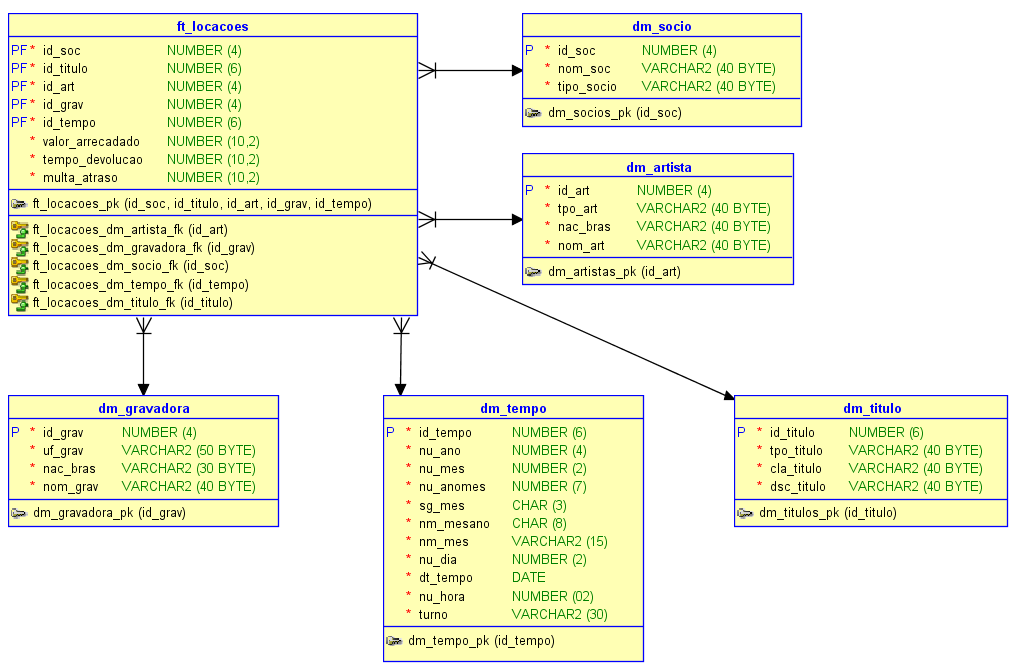 ft_locacoes
PF * id_soc NUMBER (4)
PF * id_titulo NUMBER (6)
PF * id_art NUMBER (4)
PF * id_grav NUMBER (4)
PF * id_tempo NUMBER (6)
* valor_arrecadado NUMBER (10,2)
* tempo_devolucao NUMBER (10,2)
* multa_atraso NUMBER (10,2)
ft_locacoes_pk (id_soc, id_titulo, id_art, id_grav, id_tempo)
ft_locacoes_dm_artista_fk (id_art)
ft_locacoes_dm_gravadora_fk (id_grav)
ft_locacoes_dm_socio_fk (id_soc)
ft_locacoes_dm_tempo_fk (id_tempo)
ft_locacoes_dm_titulo_fk (id_titulo)
dm_socio
P * id_soc NUMBER (4)
* nom_soc VARCHAR2 (40 BYTE)
* tipo_socio VARCHAR2 (40 BYTE)
dm_socios_pk (id_soc)
dm_artista
P * id_art NUMBER (4)
* tpo_art VARCHAR2 (40 BYTE)
* nac_bras VARCHAR2 (40 BYTE)
* nom_art VARCHAR2 (40 BYTE)
dm_artistas_pk (id_art)
dm_gravadora
P * id_grav NUMBER (4)
* uf_grav VARCHAR2 (50 BYTE)
* nac_bras VARCHAR2 (30 BYTE)
* nom_grav VARCHAR2 (40 BYTE)
dm_gravadora_pk (id_grav)
dm_tempo
P * id_tempo NUMBER (6)
* nu_ano NUMBER (4)
* nu_mes NUMBER (2)
* nu_anomes NUMBER (7)
* sg_mes CHAR (3)
* nm_mesano CHAR (8)
* nm_mes VARCHAR2 (15)
* nu_dia NUMBER (2)
* dt_tempo DATE
* nu_hora NUMBER (02)
* turno VARCHAR2 (30)
dm_tempo_pk (id_tempo)
dm_titulo
P * id_titulo NUMBER (6)
* tpo_titulo VARCHAR2 (40 BYTE)
* cla_titulo VARCHAR2 (40 BYTE)
* dsc_titulo VARCHAR2 (40 BYTE)
dm_titulos_pk (id_titulo)